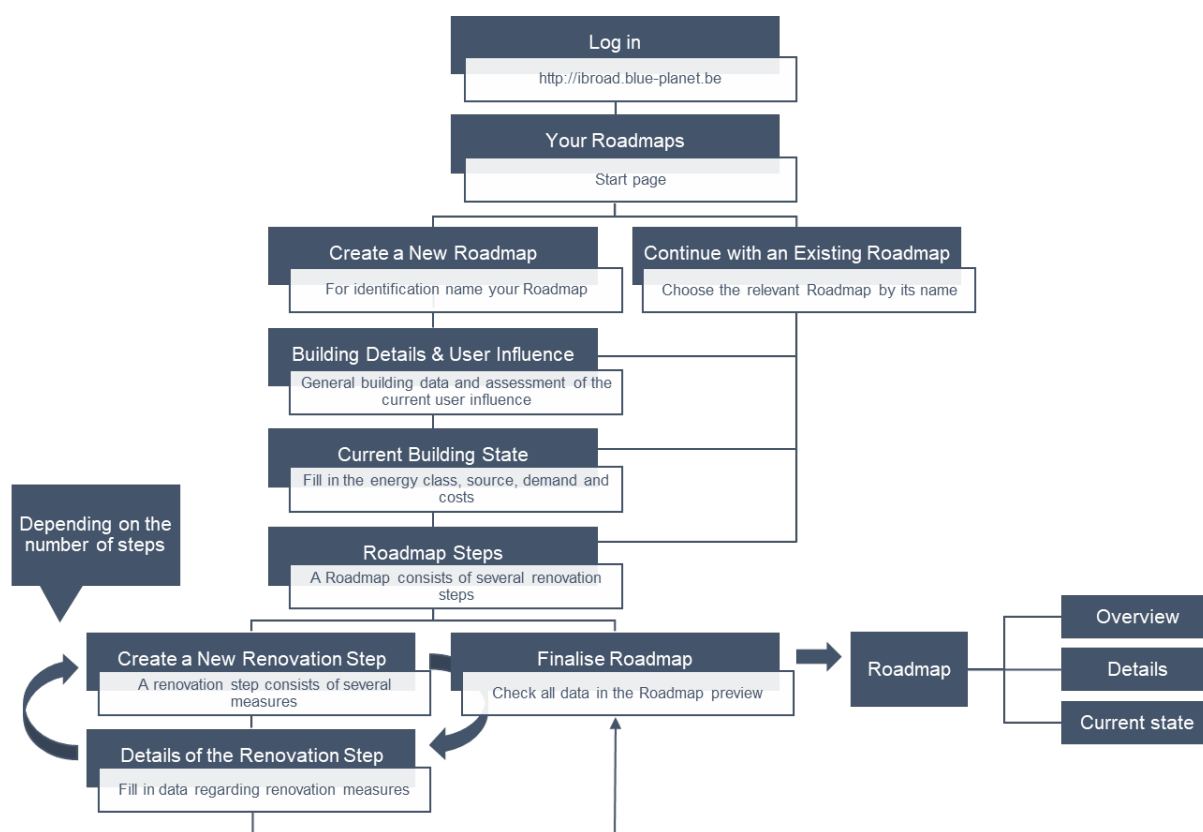 Log in
http://ibroad.blue-planet.be
Your Roadmaps
Start page
Create a New Roadmap
For identification name your Roadmap
Continue with an Existing Roadmap
Choose the relevant Roadmap by its name
Building Details & User Influence
General building data and assessment of the
current user influence
Current Building State
Fill in the energy class, source, demand and
costs
Depending on the
number of steps
Roadmap Steps
A Roadmap consists of several renovation
steps
Create a New Renovation Step
A renovation step consists of several
measures
Finalise Roadmap
Check all data in the Roadmap preview
Details of the Renovation Step
Fill in data regarding renovation measures
Roadmap
Overview
Details
Current state